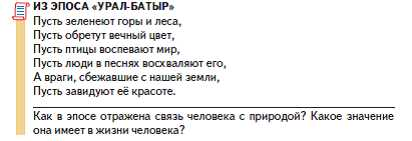 ИЗ ЭПОСА «УРАЛ-БАТЫР»
Пусть зеленеют горы и леса,
Пусть обретут вечный цвет,
Пусть птицы воспевают мир,
Пусть люди в песнях восхваляют его,
А враги, сбежавшие с нашей земли,
Пусть завидуют её красоте.
Как в эпосе отражена связь человека с природой? Какое значение
она имеет в жизни человека?